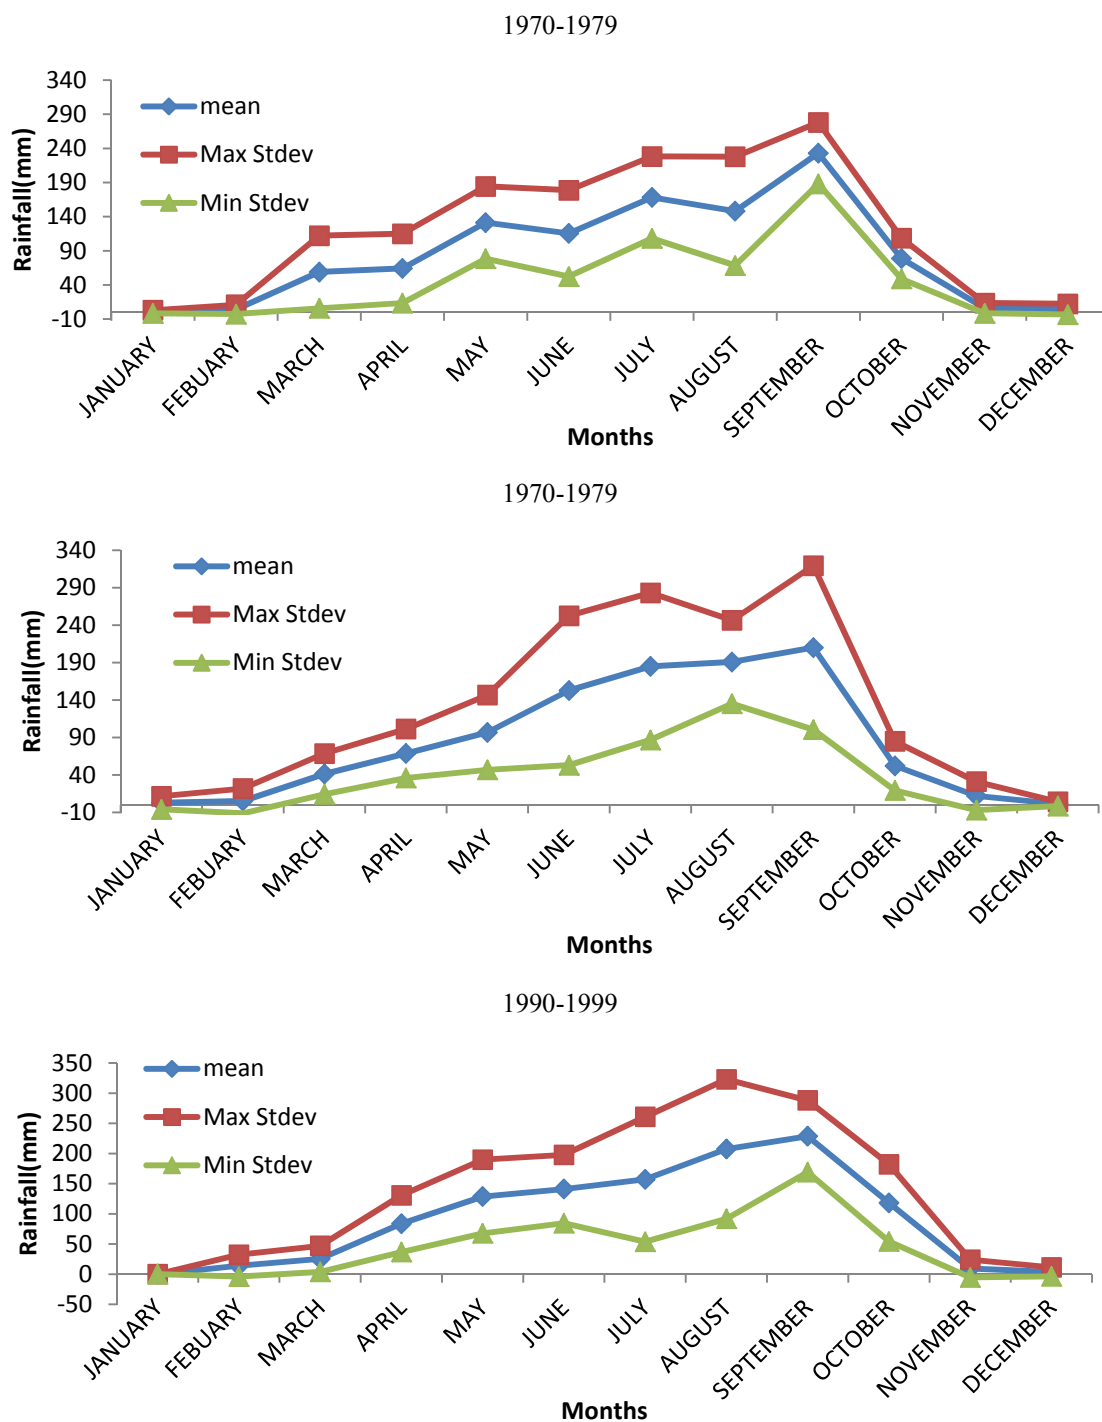 1970-1979
340
290
240
190
140
90
40
-10
Rainfall(mm)
mean
Max Stdev
Min Stdev
JANUARY
FEBUARY
MARCH
APRIL
MAY
JUNE
JULY
AUGUST
SEPTEMBER
OCTOBER
NOVEMBER
DECEMBER
Months
1970-1979
340
290
240
190
140
90
40
-10
Rainfall(mm)
mean
Max Stdev
Min Stdev
JANUARY
FEBUARY
MARCH
APRIL
MAY
JUNE
JULY
AUGUST
SEPTEMBER
OCTOBER
NOVEMBER
DECEMBER
Months
1990-1999
350
300
250
200
150
100
50
0
-50
Rainfall(mm)
mean
Max Stdev
Min Stdev
JANUARY
FEBUARY
MARCH
APRIL
MAY
JUNE
JULY
AUGUST
SEPTEMBER
OCTOBER
NOVEMBER
DECEMBER
Months